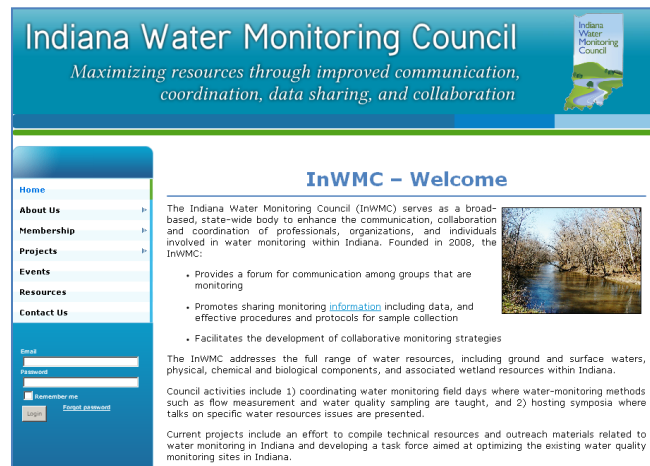 Indiana Water Monitoring Council
Maximizing resources through improved communication,
coordination, data sharing, and collaboration
Indiana
Water
Monitoring
Council
Home
About Us
Membership
Projects
Events
Resources
Contact Us
Email
Password
Remember me
Login
Forgot password
InWMC – Welcome
The Indiana Water Monitoring Council (InWMC) serves as a broad-
based, state-wide body to enhance the communication, collaboration
and coordination of professionals, organizations, and individuals
involved in water monitoring within Indiana. Founded in 2008, the
InWMC:
• Provides a forum for communication among groups that are
monitoring
• Promotes sharing monitoring information including data, and
effective procedures and protocols for sample collection
• Facilitates the development of collaborative monitoring strategies
The InWMC addresses the full range of water resources, including ground and surface waters,
physical, chemical and biological components, and associated wetland resources within Indiana.
Council activities include 1) coordinating water monitoring field days where water-monitoring methods
such as flow measurement and water quality sampling are taught, and 2) hosting symposia where
talks on specific water resources issues are presented.
Current projects include an effort to compile technical resources and outreach materials related to
water monitoring in Indiana and developing a task force aimed at optimizing the existing water quality
monitoring sites in Indiana.